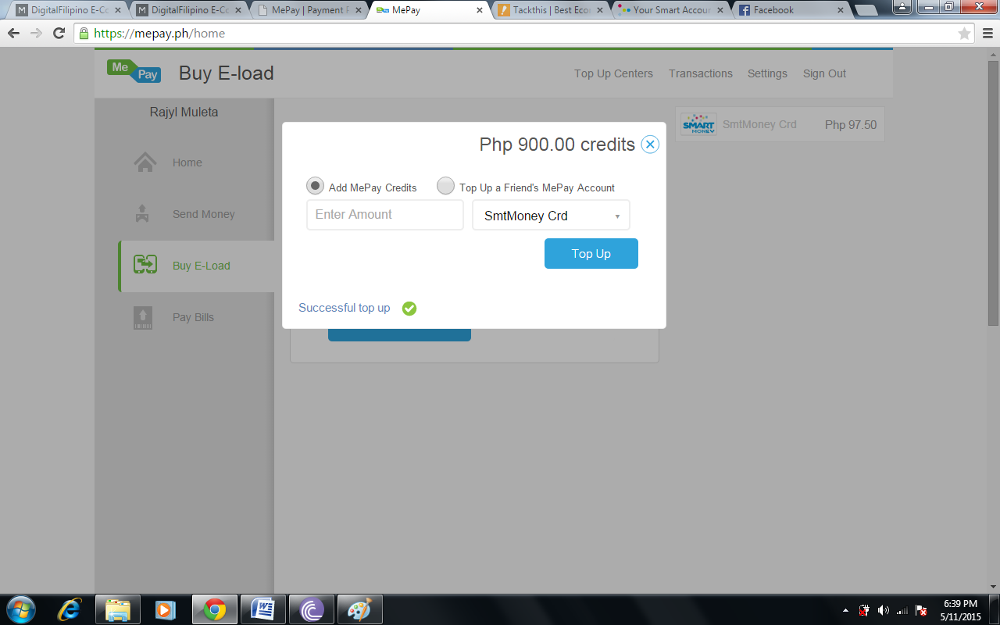 DigitalFilipino E-Co
DigitalFilipino E-Co
MePay | Payment P
MePay
Tackthis | Best Eco
Your Smart Accoun
Facebook
https://mepay.ph/home
Me
Pay
Buy E-load
Top Up Centers
Transactions
Settings
Sign Out
Rajyl Muleta
SMART
MONEY
SmtMoney Crd
Php 97.50
Home
Send Money
Buy E-Load
Pay Bills
Php 900.00 credits
Add MePay Credits
Top Up a Friend's MePay Account
Enter Amount
SmtMoney Crd
Top Up
Successful top up
6:39 PM
5/11/2015